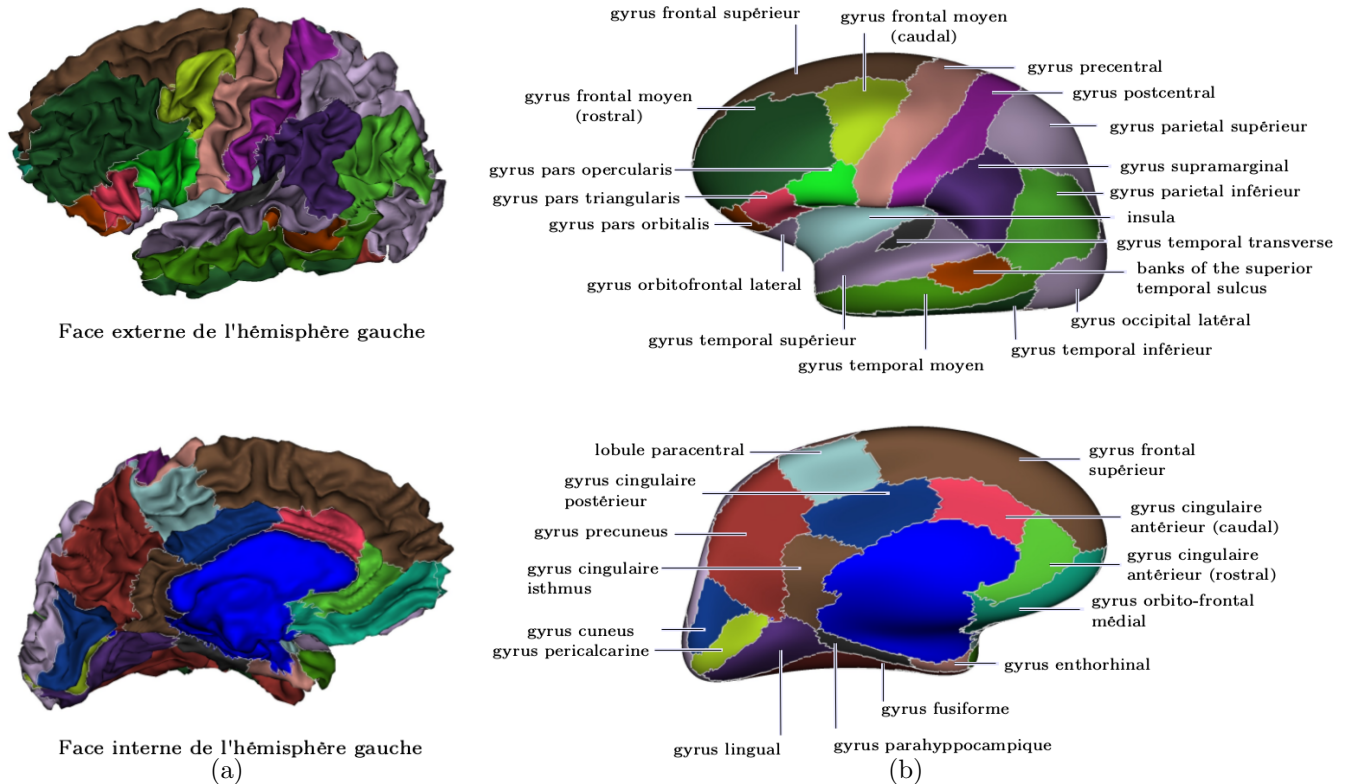 gyrus frontal supérieur
gyrus frontal moyen
(caudal)
gyrus precentral
gyrus postcentral
gyrus frontal moyen
(rostral)
gyrus parietal supérieur
gyrus pars opercularis
gyrus supramarginal
gyrus parietal inférieur
gyrus pars triangularis
gyrus pars orbitalis
insula
gyrus temporal transverse
gyrus orbitofrontal lateral
banks of the superior
temporal sulcus
gyrus occipital latéral
gyrus temporal supérieur
gyrus temporal inférieur
gyrus temporal moyen
Face externe de l'hémisphère gauche
lobule paracentral
gyrus frontal
supérieur
gyrus cingulaire
postérieur
gyrus cingulaire
antérieur (caudal)
gyrus precuneus
gyrus cingulaire
isthmus
gyrus cingulaire
antérieur (rostral)
gyrus orbito-frontal
médial
gyrus cuneus
gyrus pericalcarine
gyrus enthorhinal
gyrus fusiforme
gyrus lingual
gyrus parahyppocampique
Face interne de l'hémisphère gauche
(a)
(b)